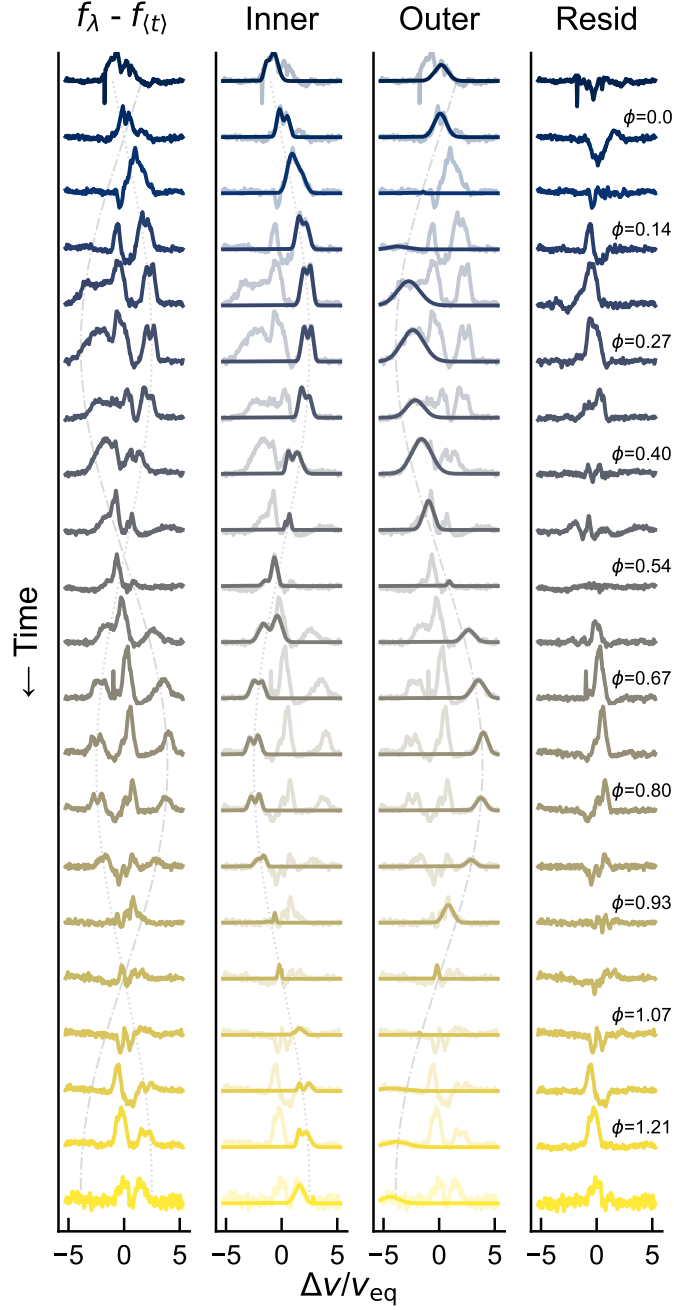 f_λ - f_⟨t⟩ Inner Outer Resid
ϕ=0.0
ϕ=0.14
ϕ=0.27
ϕ=0.40
ϕ=0.54
← Time
ϕ=0.67
ϕ=0.80
ϕ=0.93
ϕ=1.07
ϕ=1.21
−5 0 5 −5 0 5 −5 0 5 −5 0 5
Δv/v_eq